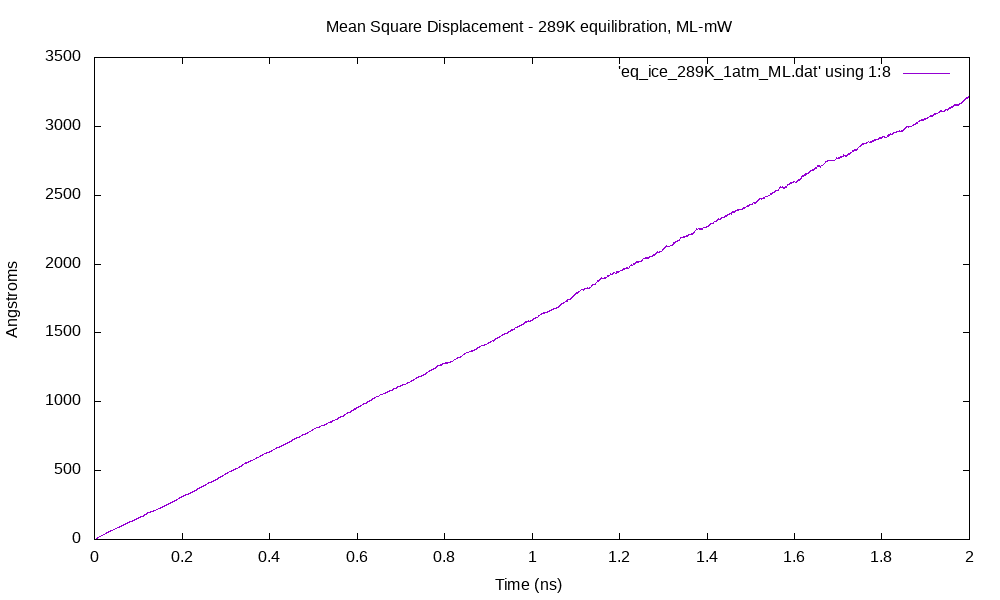 Mean Square Displacement - 289K equilibration, ML-mW
'eq_ice_289K_1atm_ML.dat' using 1:8
3500
3000
2500
2000
1500
1000
500
0
Angstroms
0 0.2 0.4 0.6 0.8 1 1.2 1.4 1.6 1.8 2
Time (ns)